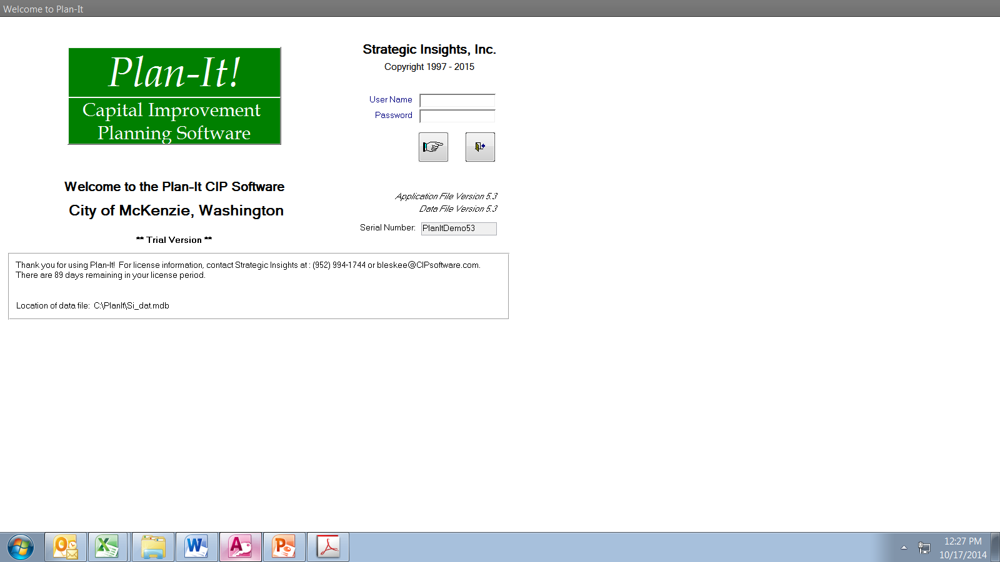 Welcome to Plan-It
Plan-It!
Capital Improvement
Planning Software
Strategic Insights, Inc.
Copyright 1997 - 2015
User Name
Password
Welcome to the Plan-It CIP Software
City of McKenzie, Washington
** Trial Version **
Application File Version 5.3
Data File Version 5.3
Serial Number: PlanItDemo53
Thank you for using Plan-It! For license information, contact Strategic Insights at : (952) 994-1744 or bleskee@CIPsoftware.com.
There are 89 days remaining in your license period.
Location of data file: C:\PlanIt\Si_dat.mdb
12:27 PM
10/17/2014